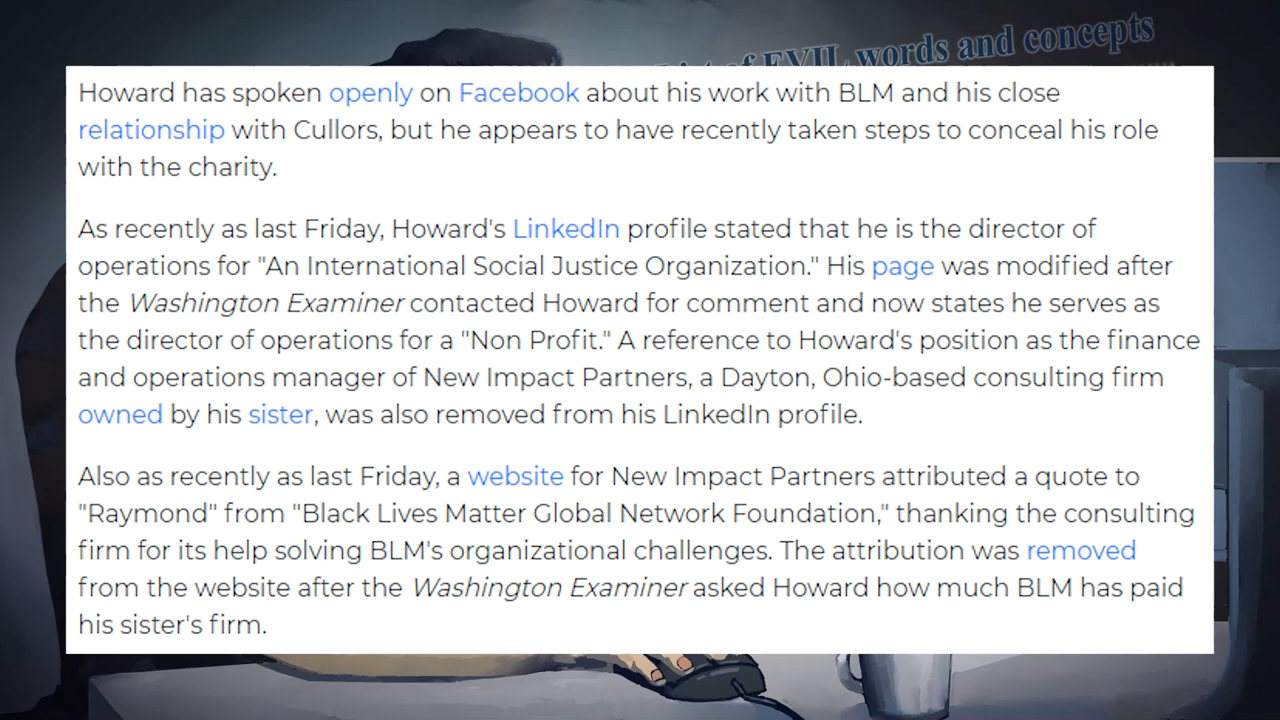 of EVIL words and concepts
Howard has spoken openly on Facebook about his work with BLM and his close
relationship with Cullors, but he appears to have recently taken steps to conceal his role
with the charity.
As recently as last Friday, Howard's LinkedIn profile stated that he is the director of
operations for "An International Social Justice Organization." His page was modified after
the Washington Examiner contacted Howard for comment and now states he serves as
the director of operations for a "Non Profit." A reference to Howard's position as the finance
and operations manager of New Impact Partners, a Dayton, Ohio-based consulting firm
owned by his sister, was also removed from his LinkedIn profile.
Also as recently as last Friday, a website for New Impact Partners attributed a quote to
"Raymond" from "Black Lives Matter Global Network Foundation," thanking the consulting
firm for its help solving BLM's organizational challenges. The attribution was removed
from the website after the Washington Examiner asked Howard how much BLM has paid
his sister's firm.